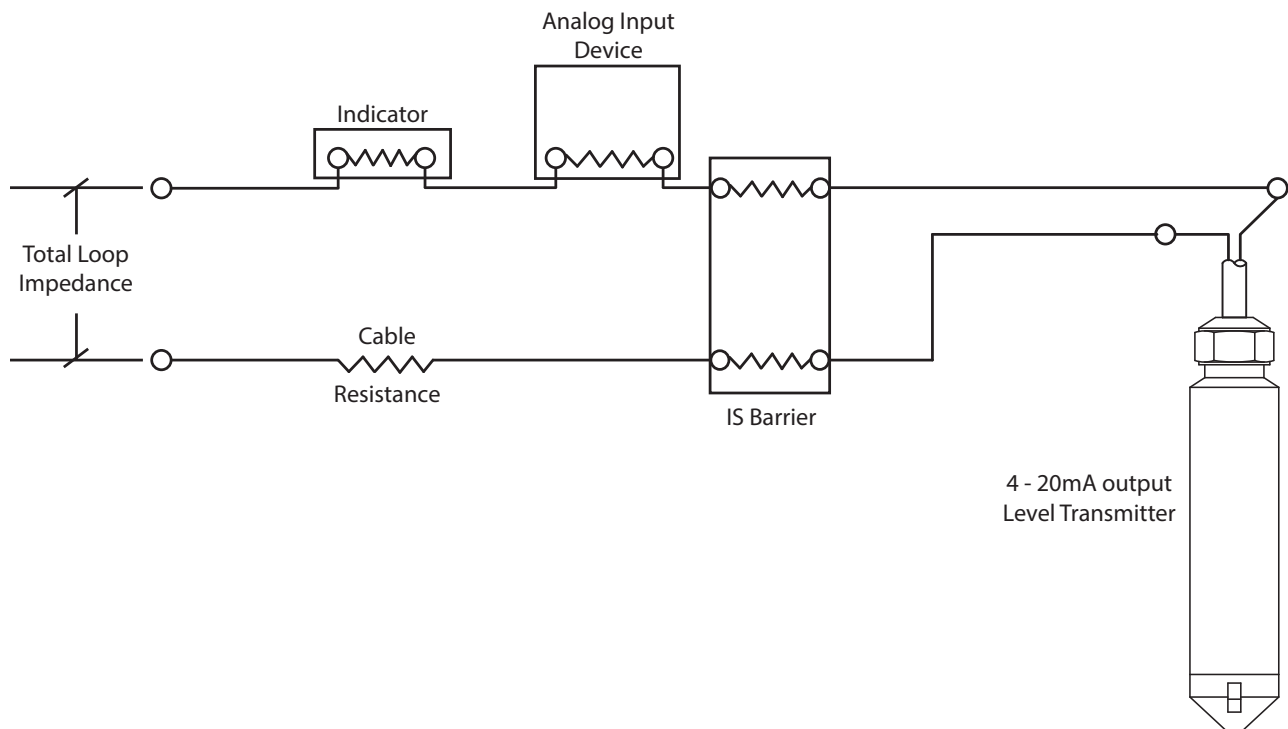 Analog Input
Device
Indicator
Total Loop
Impedance
Cable
Resistance
IS Barrier
4 - 20mA output
Level Transmitter